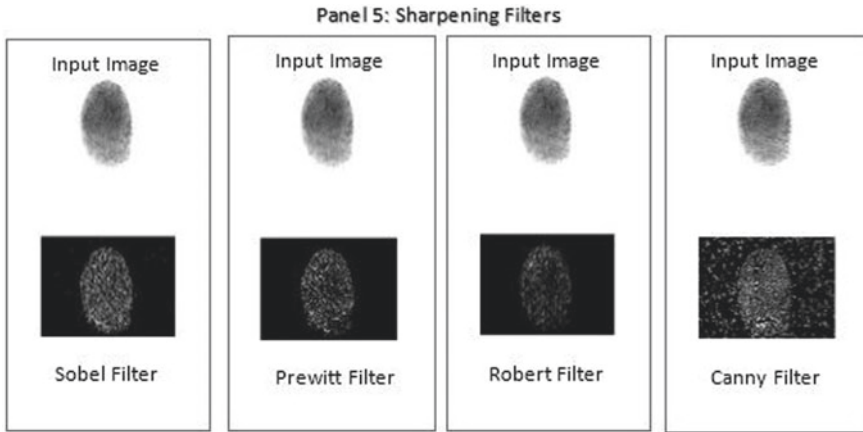 Panel 5: Sharpening Filters
Input Image
Input Image
Input Image
Input Image
Sobel Filter
Prewitt Filter
Robert Filter
Canny Filter